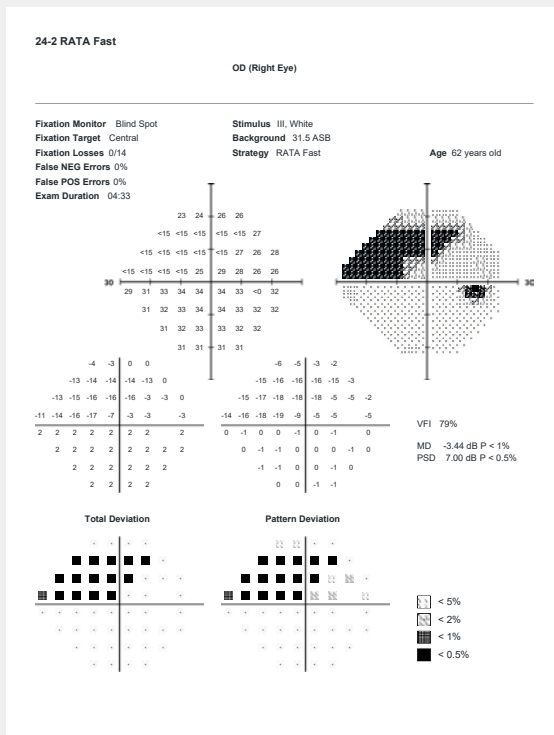 24-2 RATA Fast
OD (Right Eye)
Fixation Monitor Blind Spot
Fixation Target Central
Fixation Losses 0/14
False NEG Errors 0%
False POS Errors 0%
Exam Duration 04:33
Stimulus III, White
Background 31.5 ASB
Strategy RATA Fast
Age 62 years old
23 24 26 26
<15 <15 <15 <15 <15 27
<15 <15 <15 <15 <15 27 26 28
<15 <15 <15 25 29 28 26 26
30
29 31 33 34 34 34 33 <0 32
31 32 33 34 34 33 32 32
31 32 33 33 32 32
31 31 31 31
30
-4 -3 0 0
-13 -14 -14 -14 -13 0
-13 -15 -16 -16 -3 -3 0
-11 -14 -16 -17 -7 -3 -3 -3
2 2 2 2 2 2 2 2
2 2 2 2 2 2 2 2
2 2 2 2 2 2
2 2 2 2
-6 -5 -3 -2
-15 -16 -16 -16 -15 -3
-15 -17 -18 -18 -18 -5 -5 -2
-14 -16 -18 -19 -9 -5 -5 -5
0 -1 0 0 -1 0 -1 0
0 -1 -1 0 0 0 -1 0
-1 -1 0 0 -1 0
0 0 -1 -1
VFI 79%
MD -3.44 dB P < 1%
PSD 7.00 dB P < 0.5%
Total Deviation
Pattern Deviation
< 5%
< 2%
< 1%
< 0.5%